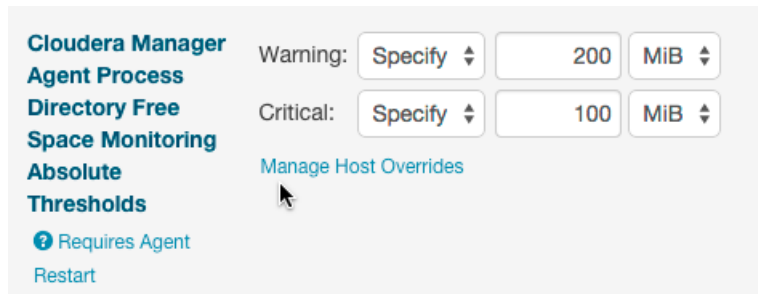 Cloudera Manager
Agent Process
Directory Free
Space Monitoring
Absolute
Thresholds
Requires Agent
Restart
Warning: Specify 200 MiB
Critical: Specify 100 MiB
Manage Host Overrides